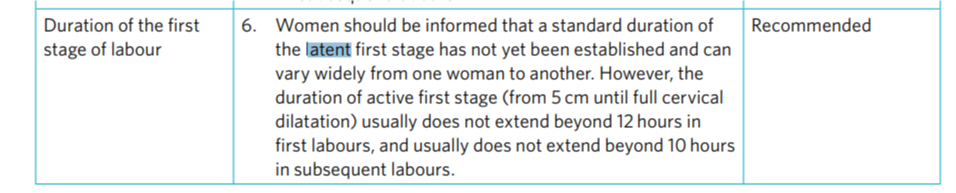 Duration of the first
stage of labour
6. Women should be informed that a standard duration of
the latent first stage has not yet been established and can
vary widely from one woman to another. However, the
duration of active first stage (from 5 cm until full cervical
dilatation) usually does not extend beyond 12 hours in
first labours, and usually does not extend beyond 10 hours
in subsequent labours.
Recommended